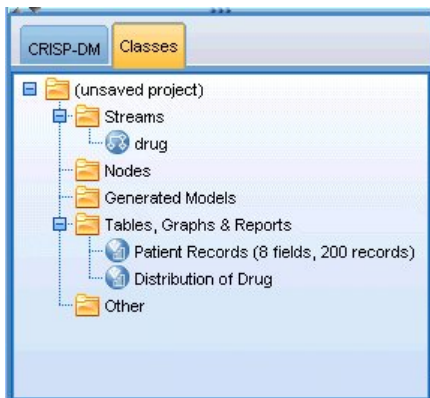 CRISP-DM Classes
(unsaved project)
Streams
drug
Nodes
Generated Models
Tables, Graphs & Reports
Patient Records (8 fields, 200 records)
Distribution of Drug
Other